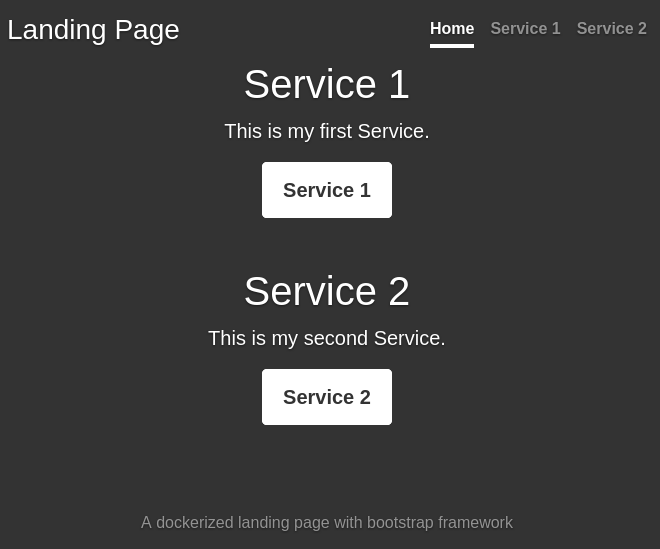 Landing Page
Home Service 1 Service 2
Service 1
This is my first Service.
Service 1
Service 2
This is my second Service.
Service 2
A dockerized landing page with bootstrap framework